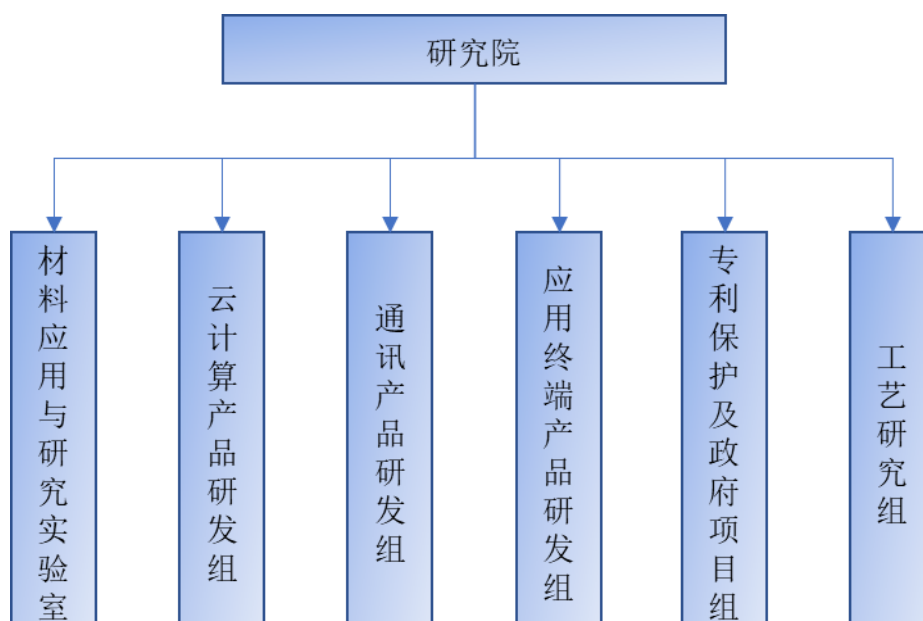 研究院
材料应用与研究实验室
云计算产品研发组
通讯产品研发组
应用终端产品研发组
专利保护及政府项目组
工艺研究组